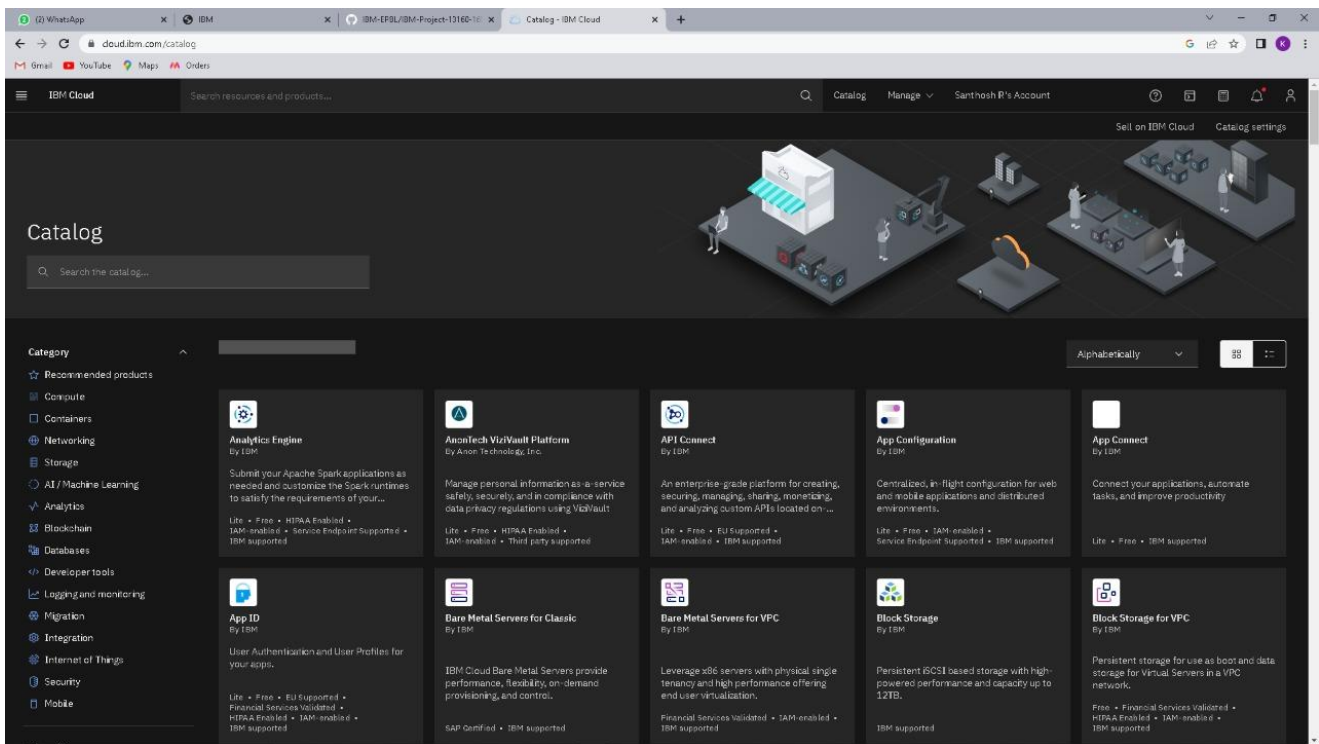 (2) WhatsApp
IBM
IBM-EPBL/IBM-Project-13160-16
Catalog - IBM Cloud
cloud.ibm.com/catalog
K
Gmail
YouTube
Maps
Orders
IBM Cloud
Search resources and products...
Catalog
Manage
Santhosh R's Account
Sell on IBM Cloud
Catalog settings
Catalog
Search the catalog...
Category
Recommended products
Compute
Containers
Networking
Storage
AI / Machine Learning
Analytics
Blockchain
Databases
Developer tools
Logging and monitoring
Migration
Integration
Internet of Things
Security
Mobile
Alphabetically
Analytics Engine
By IBM
Submit your Apache Spark applications as
needed and customize the Spark runtimes
to satisfy the requirements of your...
Lite • Free • HIPAA Enabled •
IAM-enabled • Service Endpoint Supported •
IBM supported
AnonTech ViziVault Platform
By Anon Technology, Inc.
Manage personal information as-a-service
safely, securely, and in compliance with
data privacy regulations using ViziVault
Lite • Free • HIPAA Enabled •
IAM-enabled • Third party supported
API Connect
By IBM
An enterprise-grade platform for creating,
securing, managing, sharing, monetizing,
and analyzing custom APIs located on-...
Lite • Free • EU Supported •
IAM-enabled • IBM supported
App Configuration
By IBM
Centralized, in-flight configuration for web
and mobile applications and distributed
environments.
Lite • Free • IAM-enabled •
Service Endpoint Supported • IBM supported
App Connect
By IBM
Connect your applications, automate
tasks, and improve productivity
Lite • Free • IBM supported
App ID
By IBM
User Authentication and User Profiles for
your apps.
Lite • Free • EU Supported •
Financial Services Validated •
HIPAA Enabled • IAM-enabled •
IBM supported
Bare Metal Servers for Classic
By IBM
IBM Cloud Bare Metal Servers provide
performance, flexibility, on-demand
provisioning, and control.
SAP Certified • IBM supported
Bare Metal Servers for VPC
By IBM
Leverage x86 servers with physical single
tenancy and high performance offering
end user virtualization.
Financial Services Validated • IAM-enabled •
IBM supported
Block Storage
By IBM
Persistent iSCSI based storage with high-
powered performance and capacity up to
12TB.
IBM supported
Block Storage for VPC
By IBM
Persistent storage for use as boot and data
storage for Virtual Servers in a VPC
network.
Free • Financial Services Validated •
HIPAA Enabled • IAM-enabled •
IBM supported